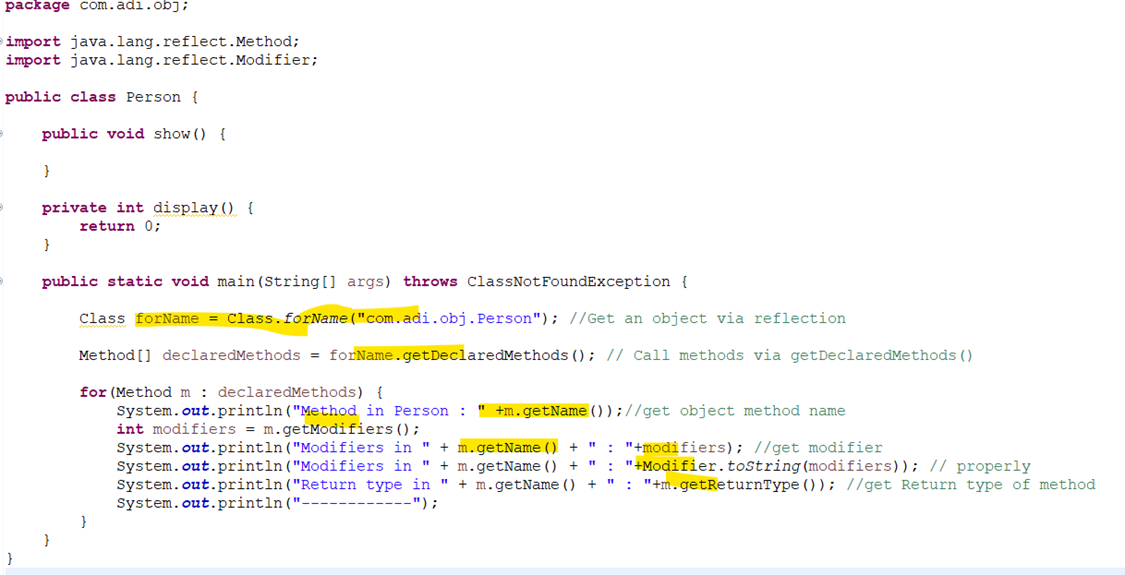 package com.adi.obj;
import java.lang.reflect.Method;
import java.lang.reflect.Modifier;
public class Person {
public void show() {
}
private int display() {
return 0;
}
public static void main(String[] args) throws ClassNotFoundException {
Class forName = Class.forName("com.adi.obj.Person"); //Get an object via reflection
Method[] declaredMethods = forName.getDeclaredMethods(); // Call methods via getDeclaredMethods()
for(Method m : declaredMethods) {
System.out.println("Method in Person : " +m.getName());//get object method name
int modifiers = m.getModifiers();
System.out.println("Modifiers in " + m.getName() + " : "+modifiers); //get modifier
System.out.println("Modifiers in " + m.getName() + " : "+Modifier.toString(modifiers)); // properly
System.out.println("Return type in " + m.getName() + " : "+m.getReturnType()); //get Return type of method
System.out.println("------------");
}
}
}